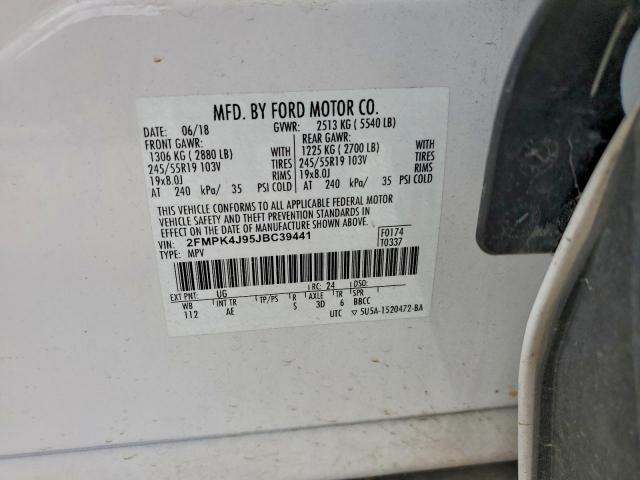 MFD. BY FORD MOTOR CO.
DATE: 06/18 GVWR: 2513 KG ( 5540 LB)
FRONT GAWR: REAR GAWR:
1306 KG ( 2880 LB) WITH 1225 KG ( 2700 LB) WITH
245/55R19 103V TIRES 245/55R19 103V TIRES
19x8.0J RIMS 19x8.0J RIMS
AT 240 kPa/ 35 PSI COLD AT 240 kPa/ 35 PSI COLD
THIS VEHICLE CONFORMS TO ALL APPLICABLE FEDERAL MOTOR
VEHICLE SAFETY AND THEFT PREVENTION STANDARDS IN
EFFECT ON THE DATE OF MANUFACTURE SHOWN ABOVE.
VIN: 2FMPK4J95JBC39441 F0174
TYPE: MPV T0337
EXT PNT: UG RC: 24 DSO:
WB INT TR TP/PS R AXLE TR SPR
112 AE S 3D 6 BBCC
UTC ▽ 5U5A-1520472-BA